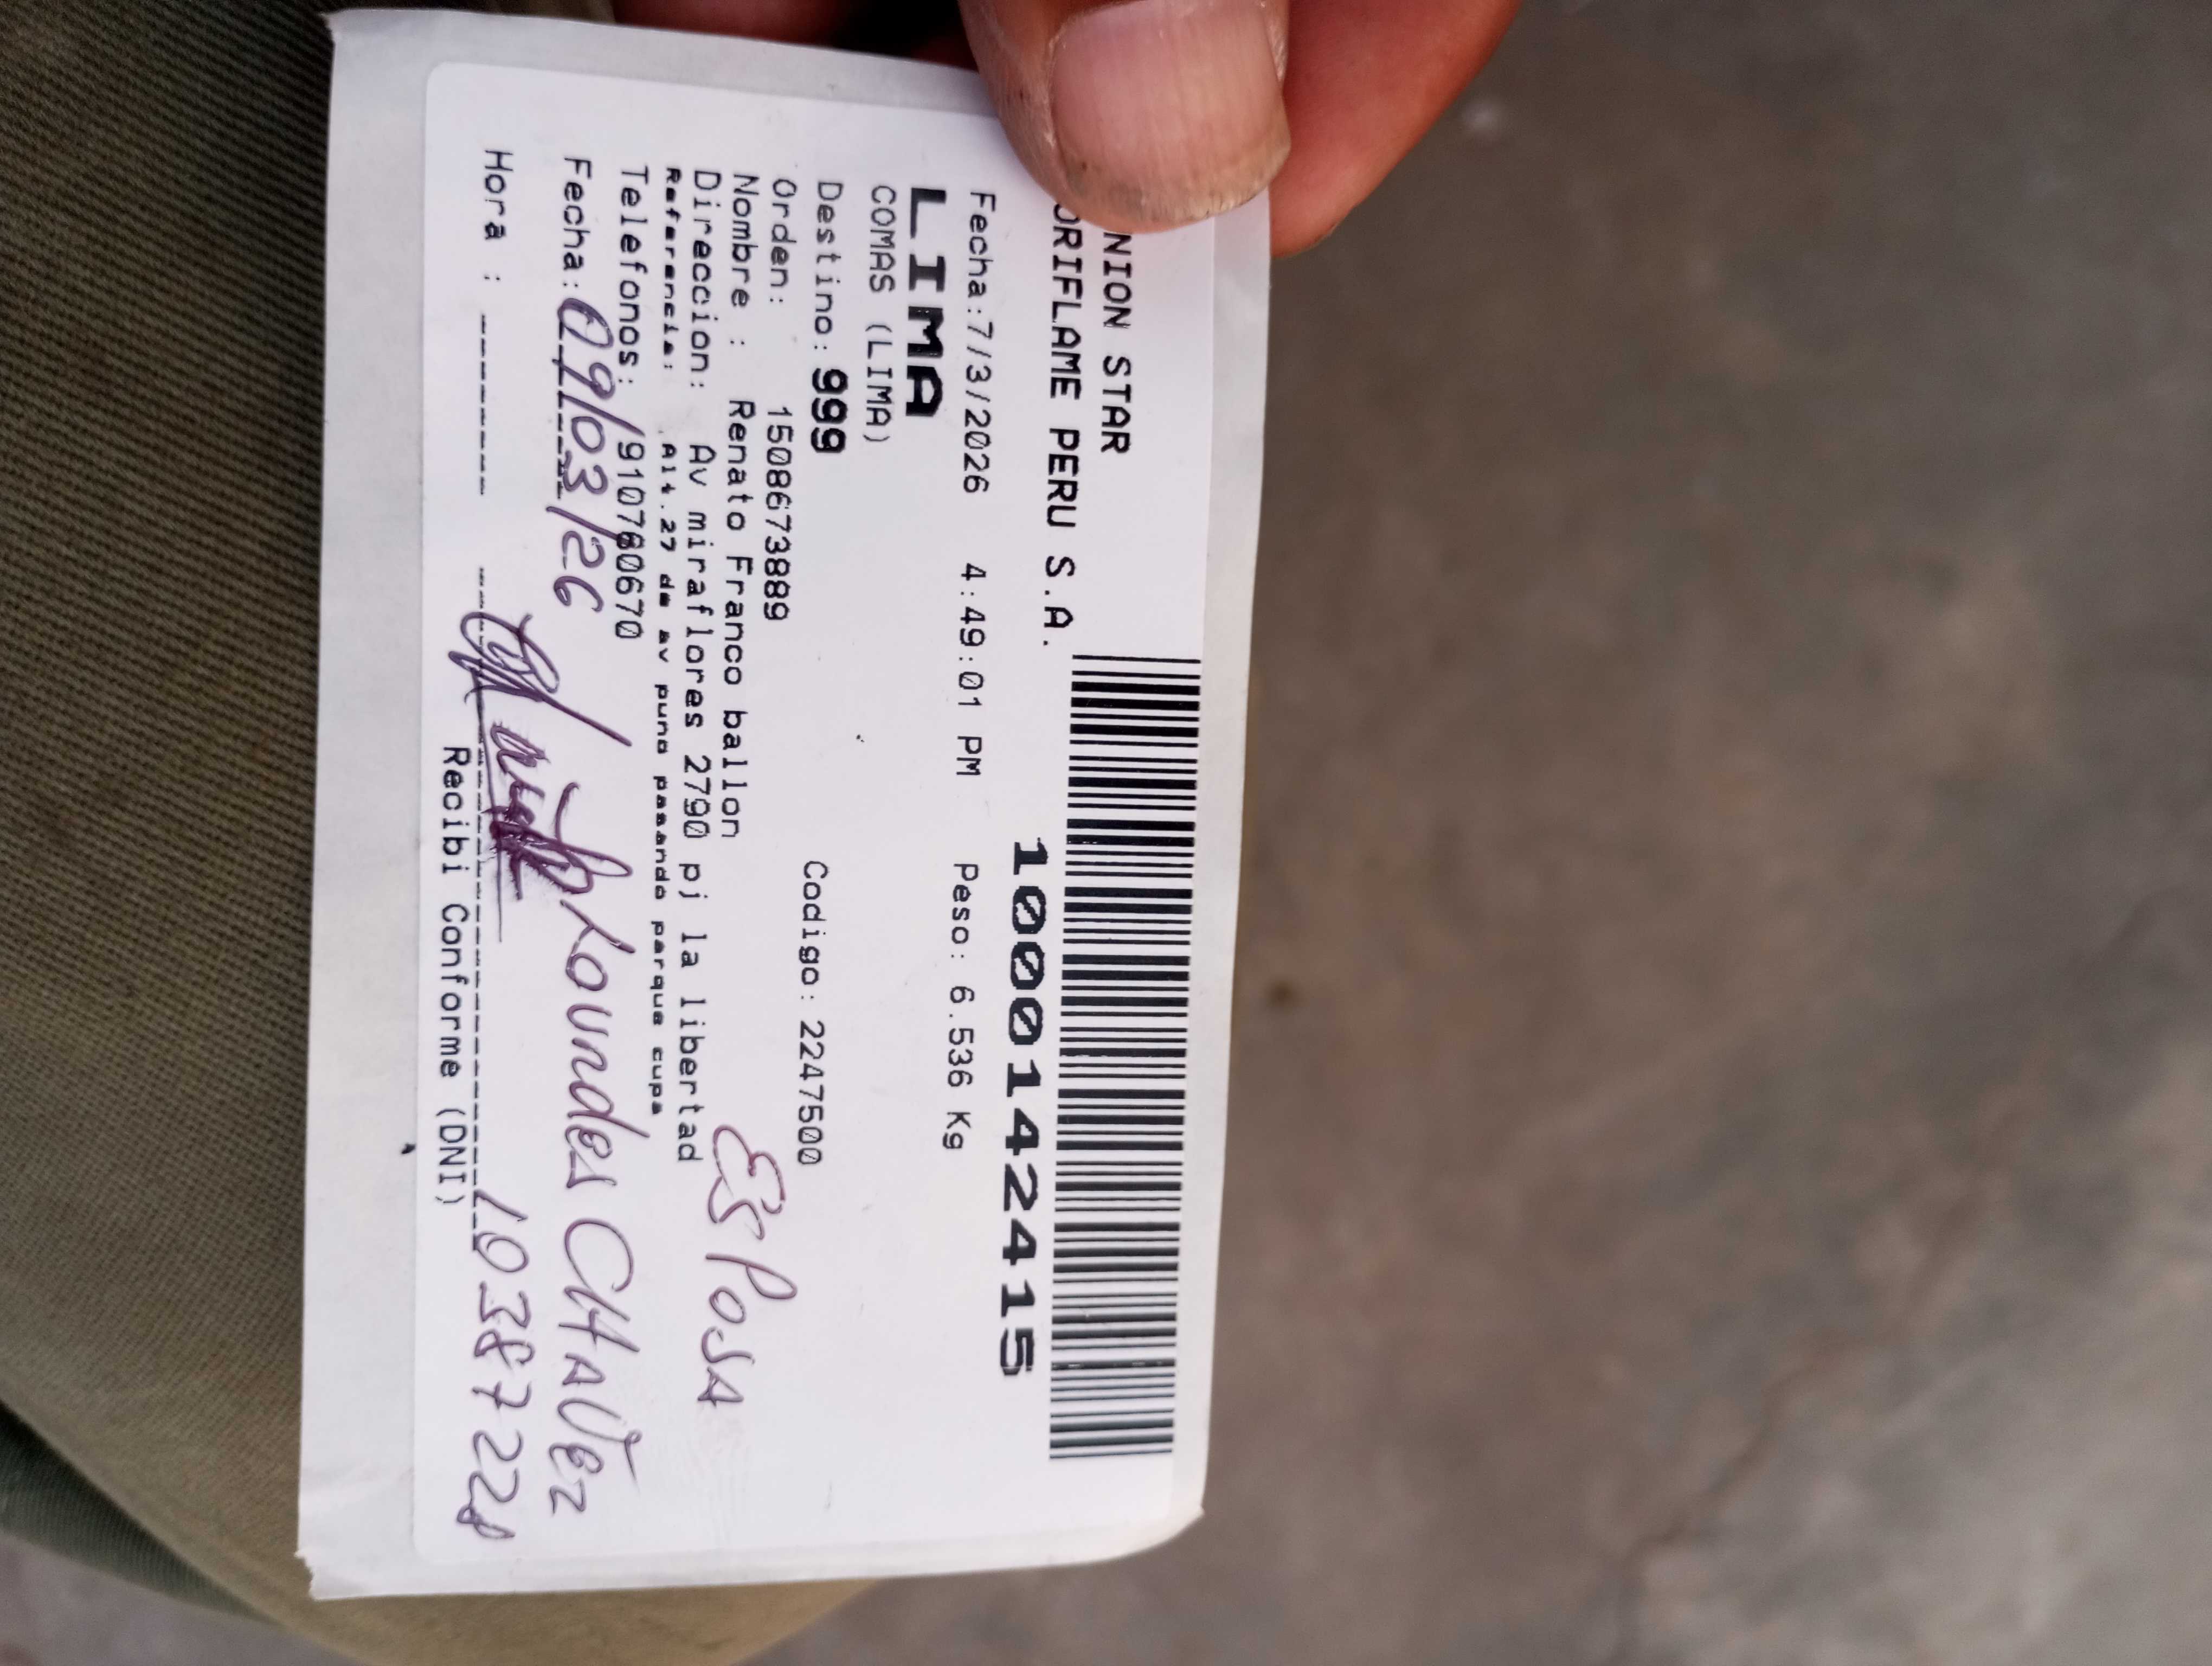 NION STAR
ORIFLAME PERU S.A.
1000142415
Fecha:7/3/2026 4:49:01 PM Peso: 6.536 Kg
LIMA
COMAS (LIMA)
Destino: 999 Codigo: 2247500
Orden: 1508673889
Nombre : Renato Franco ballon
Direccion: Av miraflores 2790 pj la libertad
Referencia: Alt.27 de av puno pasando parque cupa
Telefonos: /910760670
EsPosA
Fecha: 09/03/26 Lourdes CHAVEZ
Hora : 10387228
Recibi Conforme (DNI)